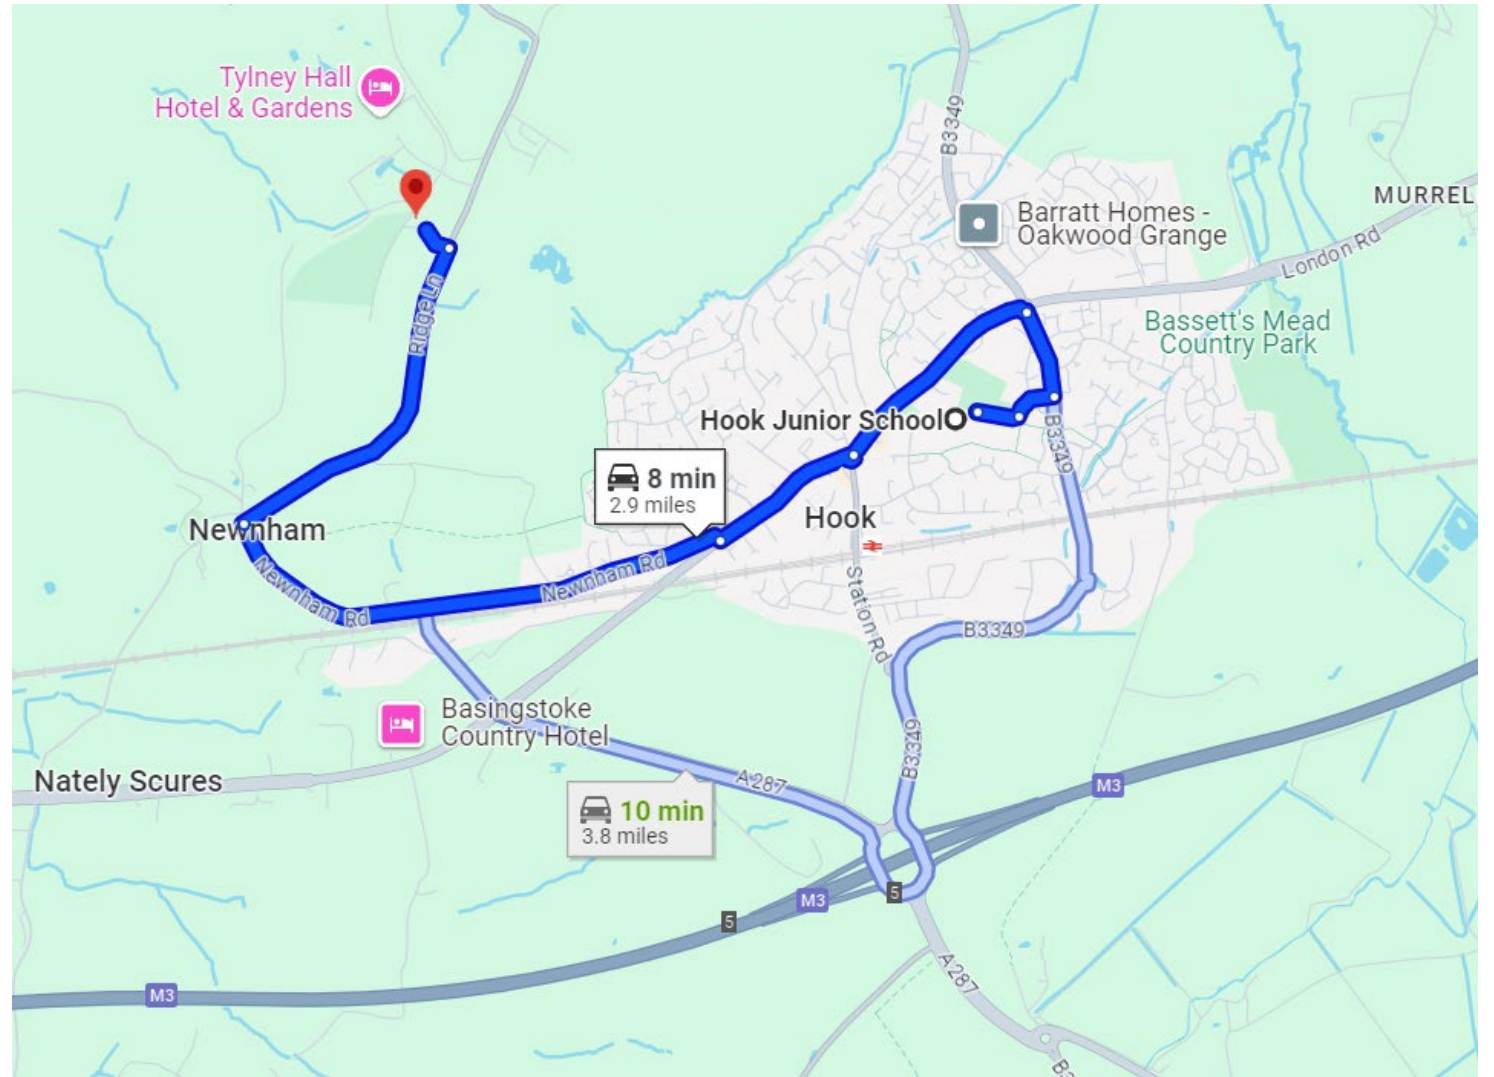 Tylney Hall
Hotel & Gardens
B3349
MURREL
Barratt Homes -
Oakwood Grange
London Rd
Ridge Ln
Bassett's Mead
Country Park
Hook Junior School
B3349
8 min
2.9 miles
Hook
Newnham
Newnham Rd
Newnham Rd
Station Rd
B3349
Basingstoke
Country Hotel
B3349
Nately Scures
A287
M3
10 min
3.8 miles
5
M3
5
A287
M3